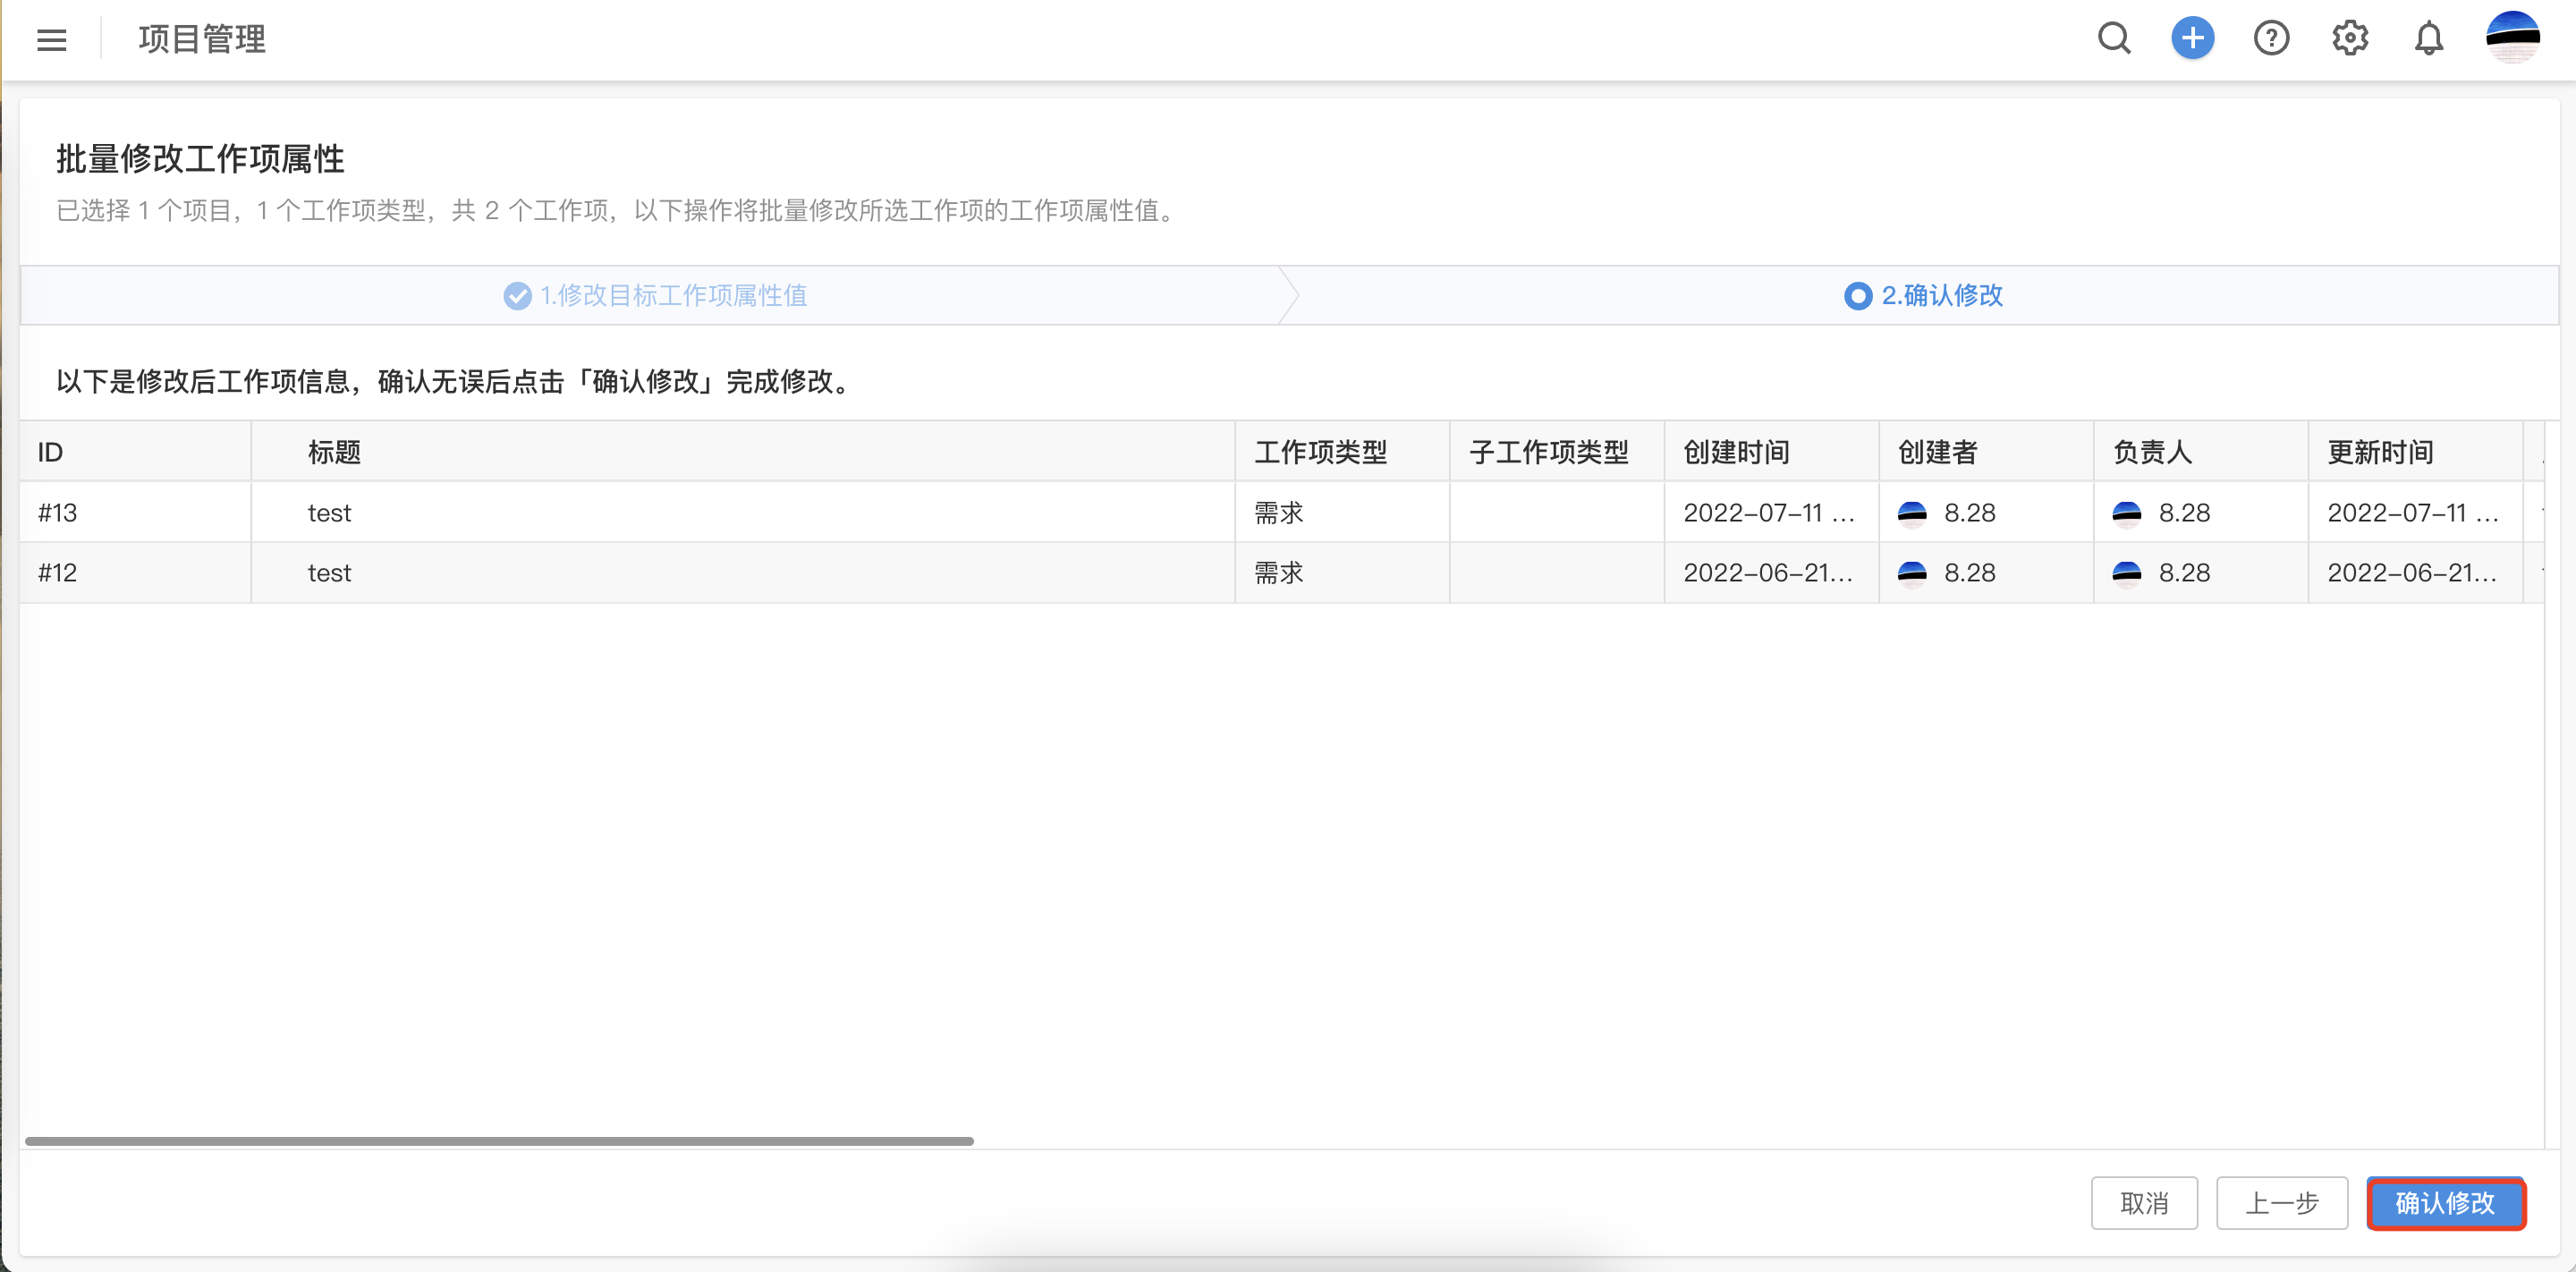 项目管理
批量修改工作项属性
已选择 1 个项目，1 个工作项类型，共 2 个工作项，以下操作将批量修改所选工作项的工作项属性值。
1.修改目标工作项属性值 2.确认修改
以下是修改后工作项信息，确认无误后点击「确认修改」完成修改。
ID 标题 工作项类型 子工作项类型 创建时间 创建者 负责人 更新时间
#13 test 需求 2022-07-11 ... 8.28 8.28 2022-07-11 ...
#12 test 需求 2022-06-21... 8.28 8.28 2022-06-21...
取消 上一步 确认修改